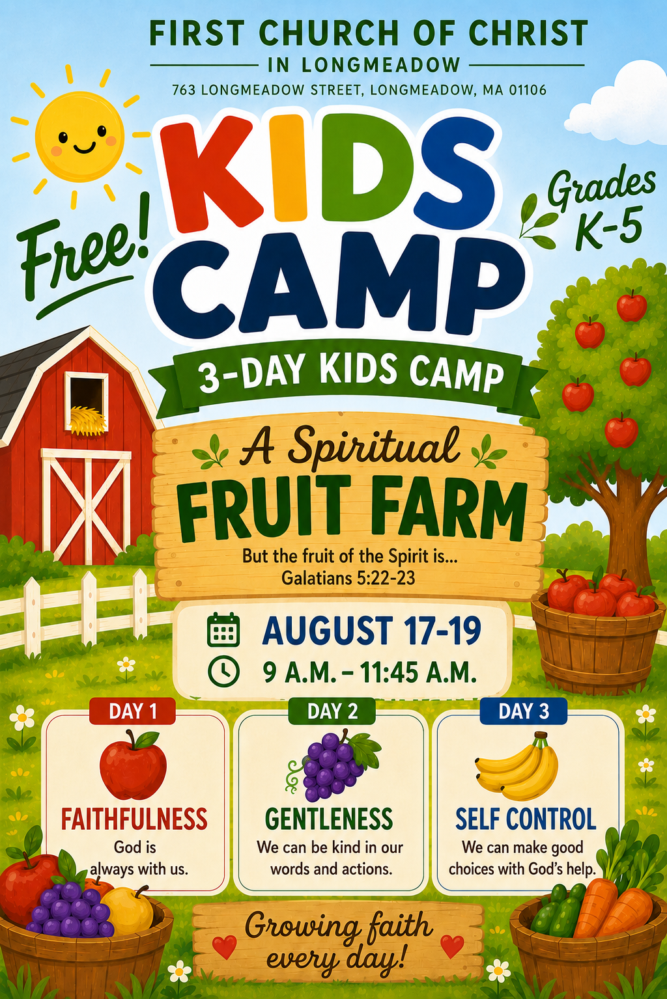 FIRST CHURCH OF CHRIST
IN LONGMEADOW
763 LONGMEADOW STREET, LONGMEADOW, MA 01106
KIDS
CAMP
Free!
Grades
K-5
3-DAY KIDS CAMP
A Spiritual
FRUIT FARM
But the fruit of the Spirit is...
Galatians 5:22-23
AUGUST 17-19
9 A.M. – 11:45 A.M.
DAY 1
FAITHFULNESS
God is
always with us.
DAY 2
GENTLENESS
We can be kind in our
words and actions.
DAY 3
SELF CONTROL
We can make good
choices with God's help.
Growing faith
every day!